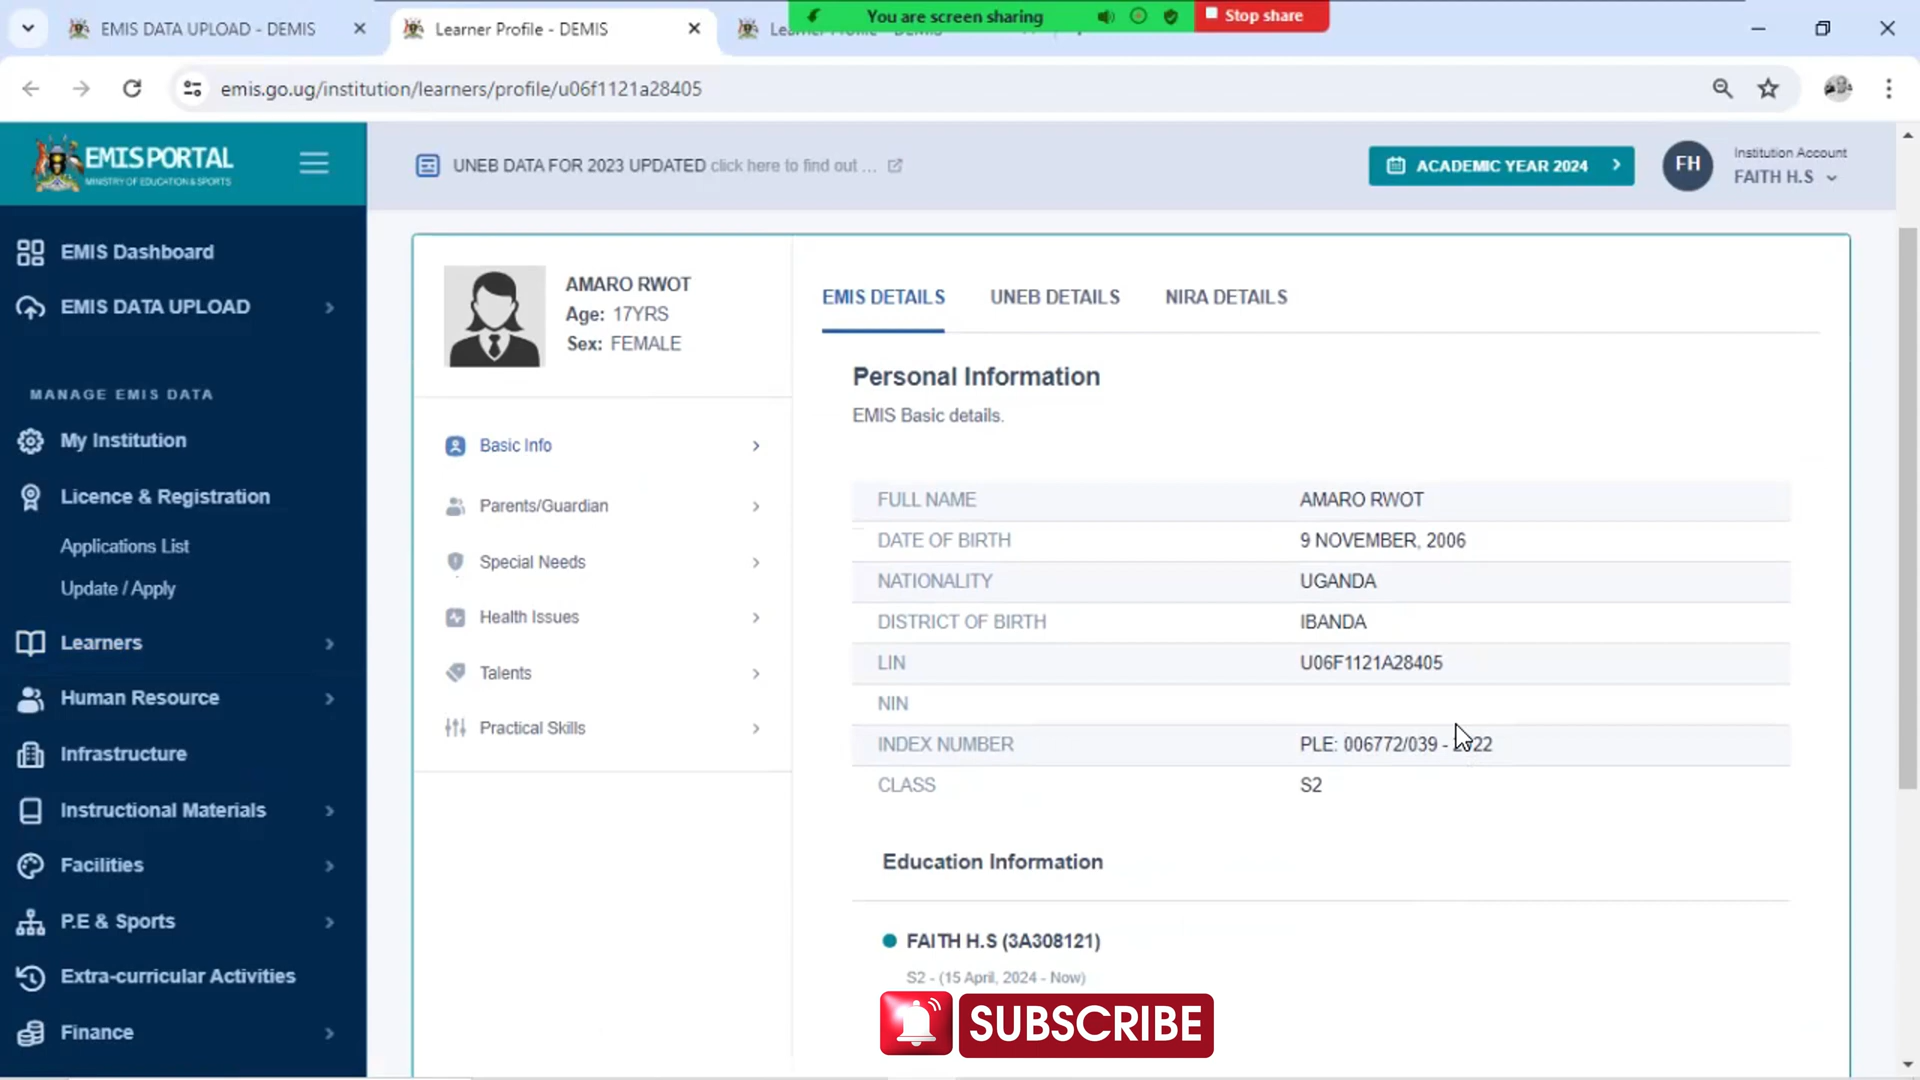 EMIS DATA UPLOAD - DEMIS
Learner Profile - DEMIS
You are screen sharing
Stop share
emis.go.ug/institution/learners/profile/u06f1121a28405
EMIS PORTAL
MINISTRY OF EDUCATION & SPORTS
UNEB DATA FOR 2023 UPDATED click here to find out ...
ACADEMIC YEAR 2024
FH
Institution Account
FAITH H.S
EMIS Dashboard
EMIS DATA UPLOAD
MANAGE EMIS DATA
My Institution
Licence & Registration
Applications List
Update / Apply
Learners
Human Resource
Infrastructure
Instructional Materials
Facilities
P.E & Sports
Extra-curricular Activities
Finance
AMARO RWOT
Age: 17YRS
Sex: FEMALE
Basic Info
Parents/Guardian
Special Needs
Health Issues
Talents
Practical Skills
EMIS DETAILS
UNEB DETAILS
NIRA DETAILS
Personal Information
EMIS Basic details.
FULL NAME AMARO RWOT
DATE OF BIRTH 9 NOVEMBER, 2006
NATIONALITY UGANDA
DISTRICT OF BIRTH IBANDA
LIN U06F1121A28405
NIN
INDEX NUMBER PLE: 006772/039 -
CLASS S2
Education Information
FAITH H.S (3A308121)
S2 - (15 April, 2024 - Now)
SUBSCRIBE